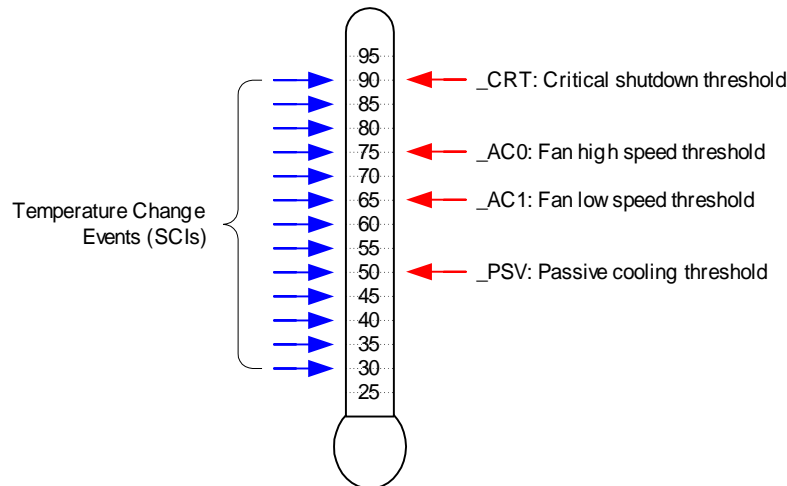 95
90
85
80
75
70
65
60
55
50
45
40
35
30
25
Temperature Change
Events (SCIs)
_CRT: Critical shutdown threshold
_AC0: Fan high speed threshold
_AC1: Fan low speed threshold
_PSV: Passive cooling threshold